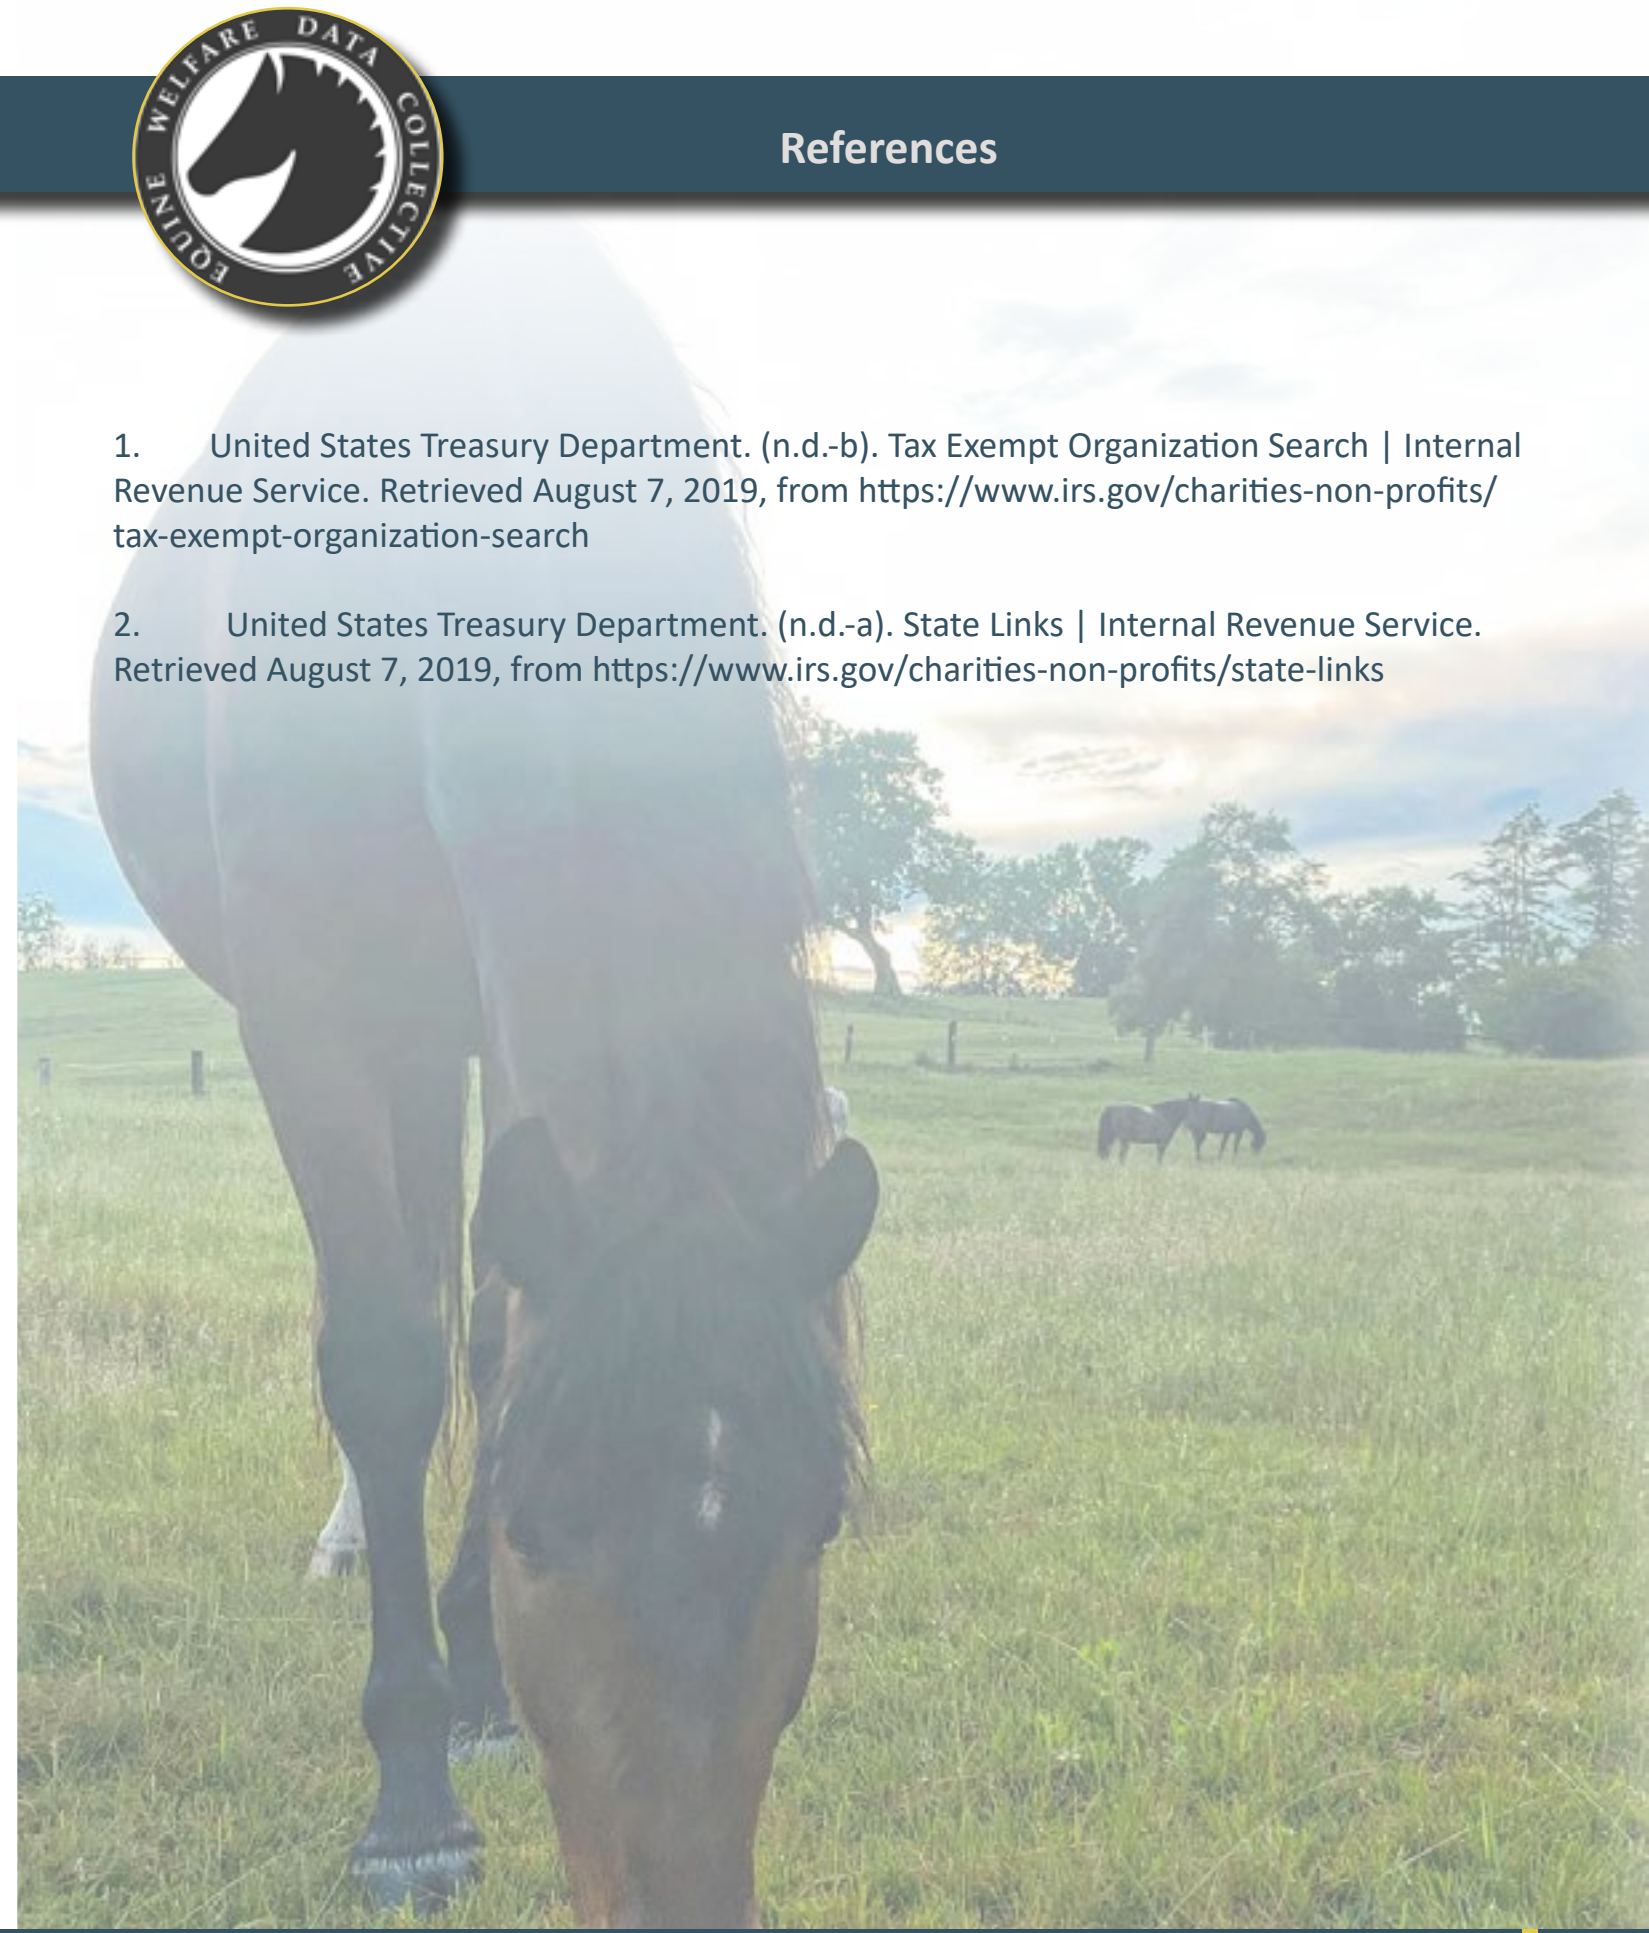 EQUINE WELFARE DATA COLLECTIVE
References
1. United States Treasury Department. (n.d.-b). Tax Exempt Organization Search | Internal
Revenue Service. Retrieved August 7, 2019, from https://www.irs.gov/charities-non-profits/
tax-exempt-organization-search
2. United States Treasury Department. (n.d.-a). State Links | Internal Revenue Service.
Retrieved August 7, 2019, from https://www.irs.gov/charities-non-profits/state-links